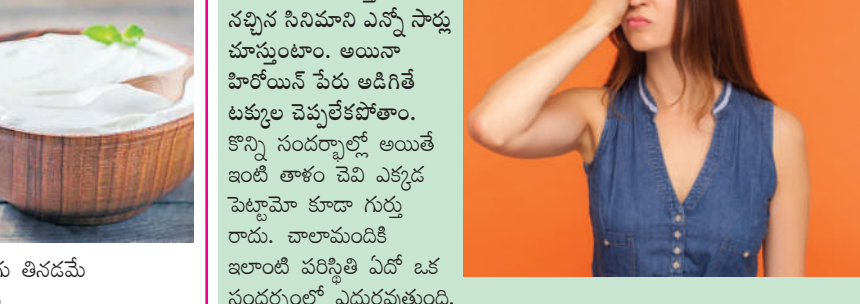 నచ్చిన సినిమాని ఎన్నో సార్లు
చూస్తుంటాం. అయినా
హీరోయిన్ పేరు అడిగితే
టక్కుల చెప్పలేకపోతాం.
కొన్ని సందర్భాల్లో అయితే
ఇంటి తాళం చెవి ఎక్కడ
పెట్టామో కూడా గుర్తు
రాదు. చాలామందికి
ఇలాంటి పరిస్థితి ఏదో ఒక
సందర్భంలో ఎదురవుతుంది.
తినడమే